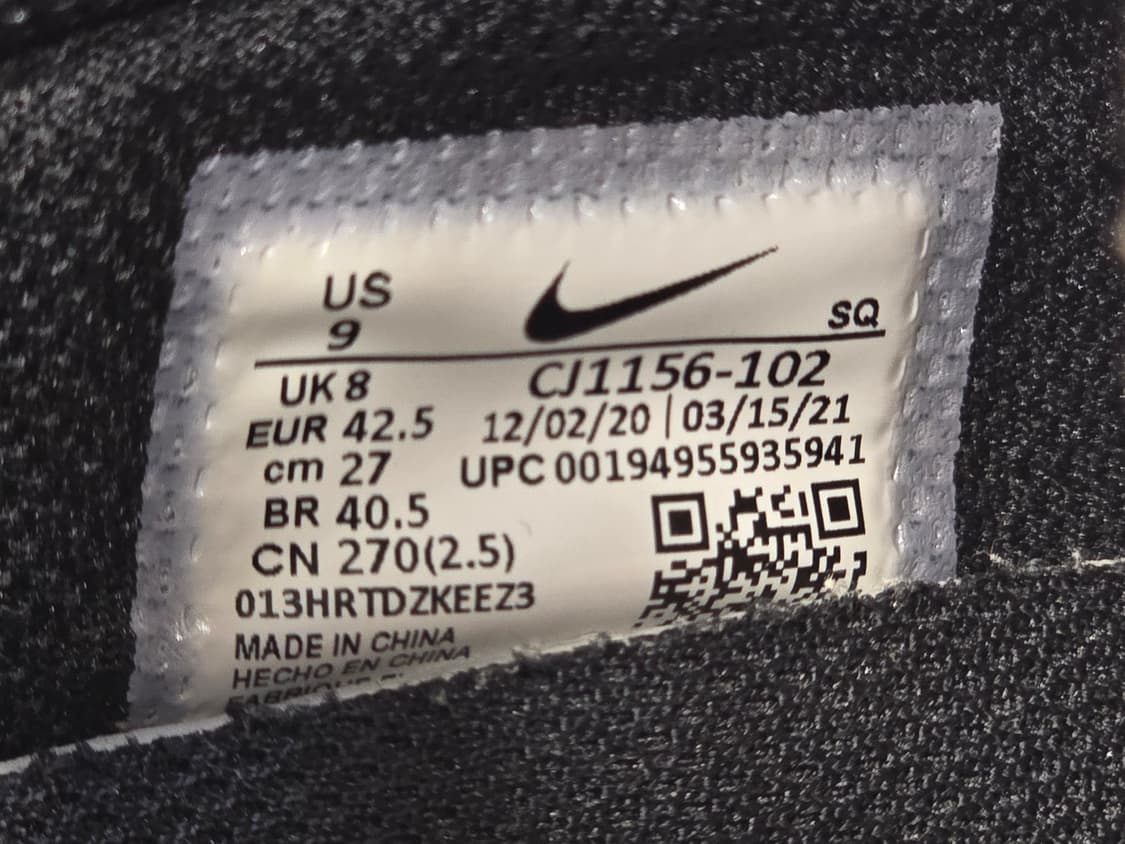 US
9
SQ
UK 8
CJ1156-102
EUR 42.5
12/02/20 | 03/15/21
cm 27
UPC 00194955935941
BR 40.5
CN 270(2.5)
013HRTDZKEEZ3
MADE IN CHINA
HECHO EN CHINA